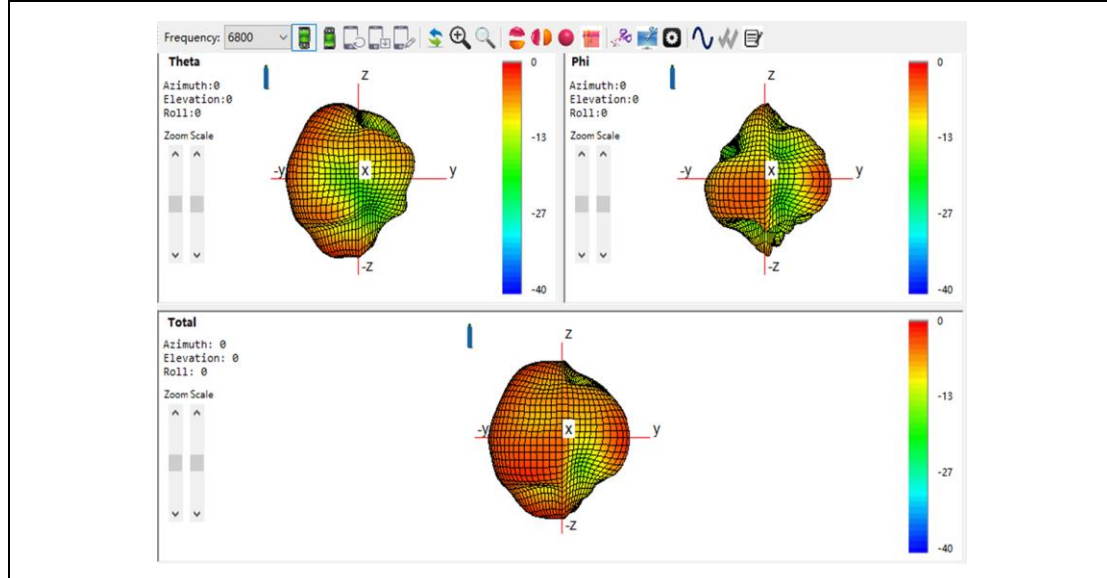 Frequency: 6800
Theta
Azimuth:0
Elevation:0
Roll:0
Zoom Scale
z
-y
x
y
-z
0
-13
-27
-40
Phi
Azimuth:0
Elevation:0
Roll:0
Zoom Scale
z
-y
x
y
-z
0
-13
-27
-40
Total
Azimuth: 0
Elevation: 0
Roll: 0
Zoom Scale
z
-y
x
y
-z
0
-13
-27
-40